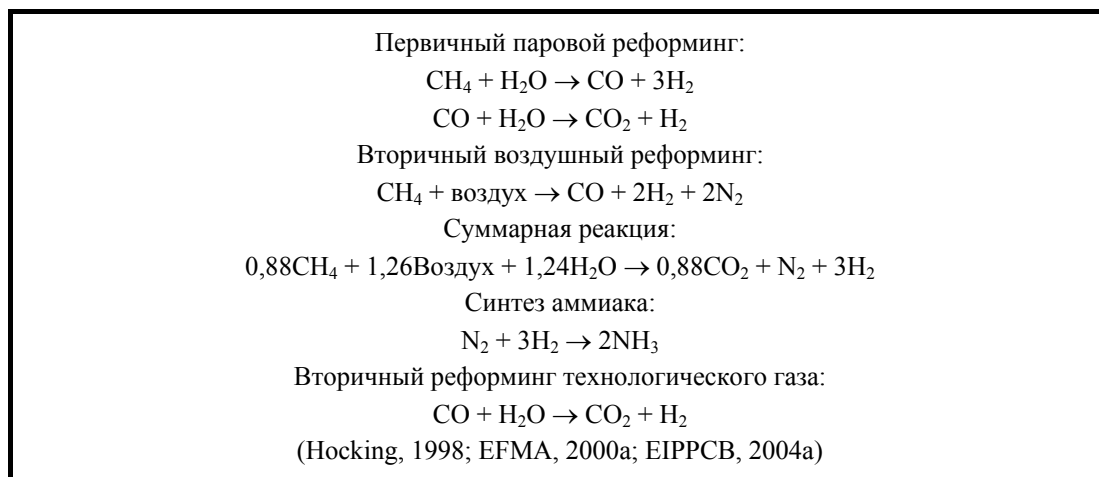 Первичный паровой реформинг:
CH₄ + H₂O → CO + 3H₂
CO + H₂O → CO₂ + H₂
Вторичный воздушный реформинг:
CH₄ + воздух → CO + 2H₂ + 2N₂
Суммарная реакция:
0,88CH₄ + 1,26Воздух + 1,24H₂O → 0,88CO₂ + N₂ + 3H₂
Синтез аммиака:
N₂ + 3H₂ → 2NH₃
Вторичный реформинг технологического газа:
CO + H₂O → CO₂ + H₂
(Hocking, 1998; EFMA, 2000a; EIPPCB, 2004a)